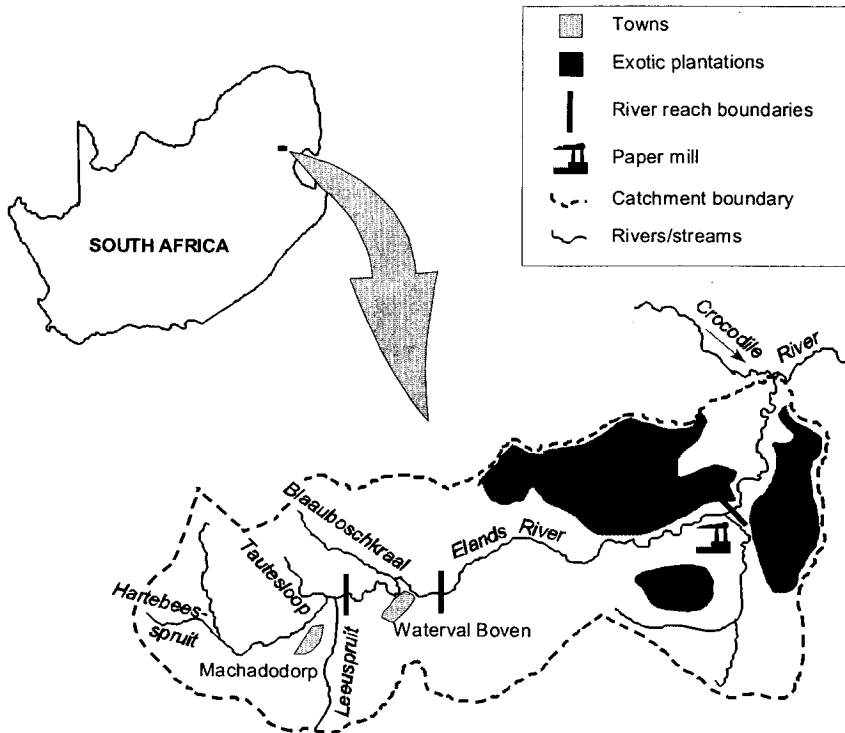 Towns
Exotic plantations
River reach boundaries
Paper mill
Catchment boundary
Rivers/streams
SOUTH AFRICA
Crocodile River
Blaauboschkraal
Elands River
Tautesloop
Hartebees-
spruit
Waterval Boven
Machadodorp
Leeuspruit